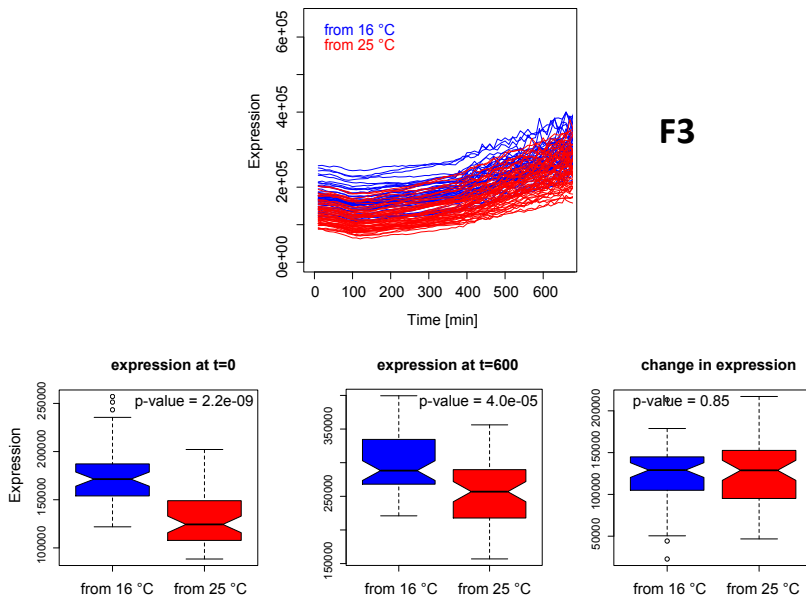 from 16 °C
from 25 °C
Expression
0e+00 2e+05 4e+05 6e+05
0 100 200 300 400 500 600
Time [min]
F3
expression at t=0
p-value = 2.2e-09
Expression
100000 150000 200000 250000
from 16 °C from 25 °C
expression at t=600
p-value = 4.0e-05
150000 250000 350000
from 16 °C from 25 °C
change in expression
p-value = 0.85
50000 100000 150000 200000
from 16 °C from 25 °C